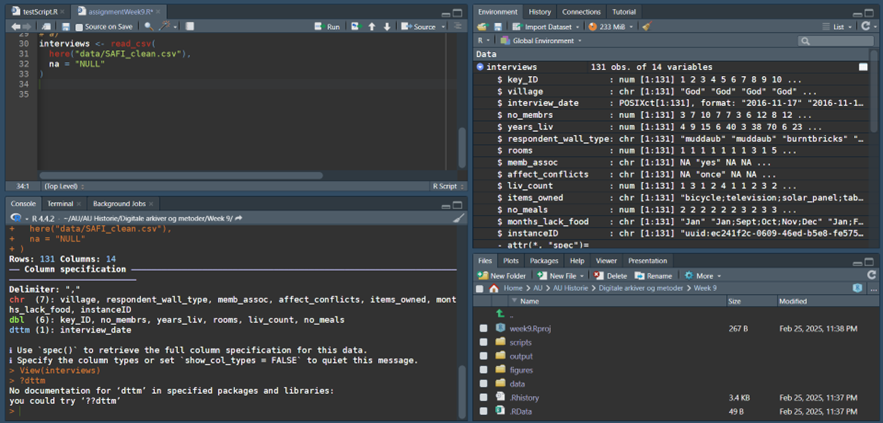 testScript.R
assignmentWeek9.R*
Source on Save
Run
Source
29
30 interviews <- read_csv(
31 here("data/SAFI_clean.csv"),
32 na = "NULL"
33 )
34
35
34:1 (Top Level)
R Script
Console Terminal Background Jobs
R 4.4.2 · ~/AU/AU Historie/Digitale arkiver og metoder/Week 9/
+ here("data/SAFI_clean.csv"),
+ na = "NULL"
+ )
Rows: 131 Columns: 14
── Column specification ──
Delimiter: ","
chr (7): village, respondent_wall_type, memb_assoc, affect_conflicts, items_owned, mont
hs_lack_food, instanceID
dbl (6): key_ID, no_membrs, years_liv, rooms, liv_count, no_meals
dttm (1): interview_date
ℹ Use `spec()` to retrieve the full column specification for this data.
ℹ Specify the column types or set `show_col_types = FALSE` to quiet this message.
> View(interviews)
> ?dttm
No documentation for ‘dttm’ in specified packages and libraries:
you could try ‘??dttm’
>
Environment History Connections Tutorial
Import Dataset 233 MiB List
R Global Environment
Data
interviews 131 obs. of 14 variables
$ key_ID : num [1:131] 1 2 3 4 5 6 7 8 9 10 ...
$ village : chr [1:131] "God" "God" "God" "God" ...
$ interview_date : POSIXct[1:131], format: "2016-11-17" "2016-11-1...
$ no_membrs : num [1:131] 3 7 10 7 7 3 6 12 8 12 ...
$ years_liv : num [1:131] 4 9 15 6 40 3 38 70 6 23 ...
$ respondent_wall_type: chr [1:131] "muddaub" "muddaub" "burntbricks" "...
$ rooms : num [1:131] 1 1 1 1 1 1 1 3 1 5 ...
$ memb_assoc : chr [1:131] NA "yes" NA NA ...
$ affect_conflicts : chr [1:131] NA "once" NA NA ...
$ liv_count : num [1:131] 1 3 1 2 4 1 1 2 3 2 ...
$ items_owned : chr [1:131] "bicycle;television;solar_panel;tab...
$ no_meals : num [1:131] 2 2 2 2 2 2 3 2 3 3 ...
$ months_lack_food : chr [1:131] "Jan" "Jan;Sept;Oct;Nov;Dec" "Jan;F...
$ instanceID : chr [1:131] "uuid:ec241f2c-0609-46ed-b5e8-fe575...
- attr(*, "spec")=
Files Plots Packages Help Viewer Presentation
New Folder New File Delete Rename More
Home AU AU Historie Digitale arkiver og metoder Week 9
Name Size Modified
..
week9.Rproj 267 B Feb 25, 2025, 11:38 PM
scripts
output
figures
data
.Rhistory 3.4 KB Feb 25, 2025, 11:37 PM
.RData 49 B Feb 25, 2025, 11:37 PM